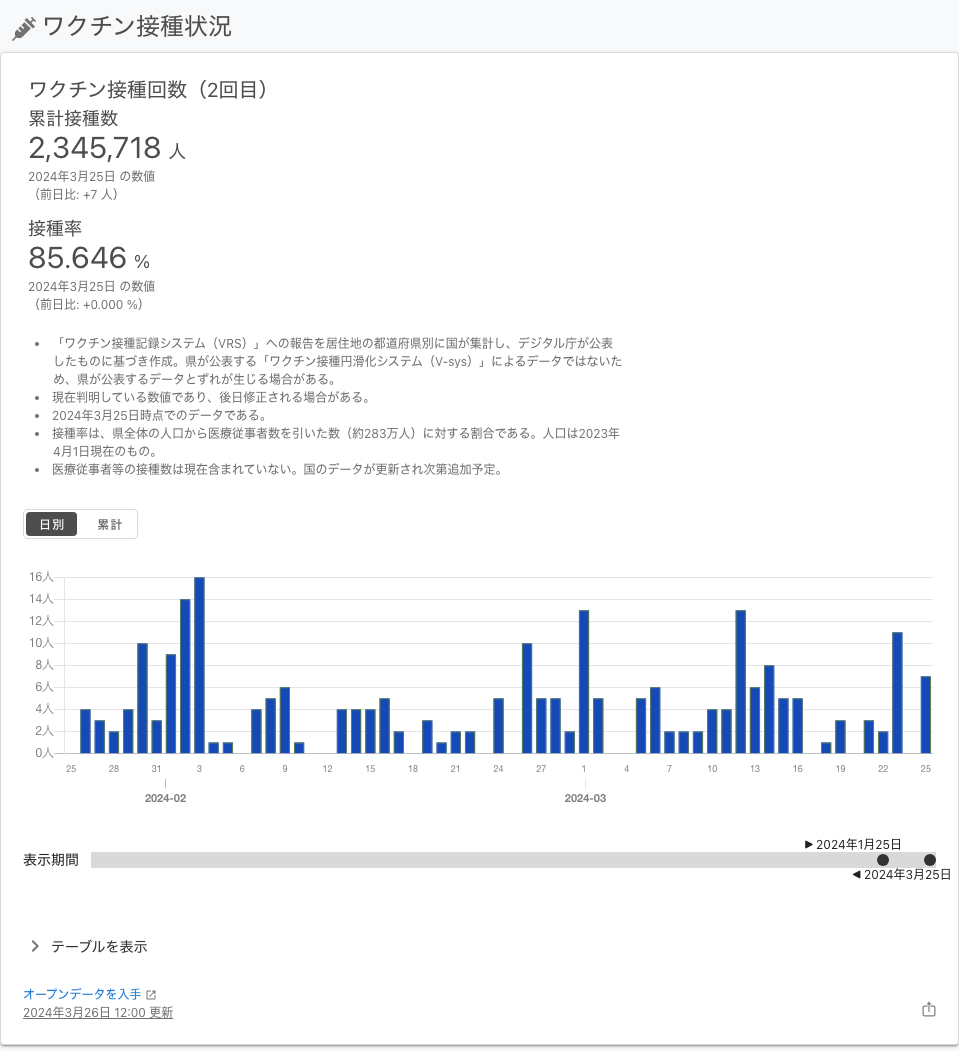 ワクチン接種状況
ワクチン接種回数（2回目）
累計接種数
2,345,718 人
2024年3月25日 の数値
（前日比: +7 人）
接種率
85.646 %
2024年3月25日 の数値
（前日比: +0.000 %）
• 「ワクチン接種記録システム（VRS）」への報告を居住地の都道府県別に国が集計し、デジタル庁が公表
したものに基づき作成。県が公表する「ワクチン接種円滑化システム（V-sys）」によるデータではないた
め、県が公表するデータとずれが生じる場合がある。
• 現在判明している数値であり、後日修正される場合がある。
• 2024年3月25日時点でのデータである。
• 接種率は、県全体の人口から医療従事者数を引いた数（約283万人）に対する割合である。人口は2023年
4月1日現在のもの。
• 医療従事者等の接種数は現在含まれていない。国のデータが更新され次第追加予定。
日別 累計
16人
14人
12人
10人
8人
6人
4人
2人
0人
25 28 31 3 6 9 12 15 18 21 24 27 1 4 7 10 13 16 19 22 25
2024-02 2024-03
▶ 2024年1月25日
表示期間
◀ 2024年3月25日
テーブルを表示
オープンデータを入手
2024年3月26日 12:00 更新